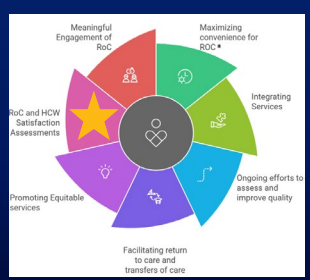 Meaningful
Engagement of
RoC
Maximizing
convenience for
ROC *
Integrating
Services
Ongoing efforts to
assess and
improve quality
Facilitating return
to care and
transfers of care
Promoting Equitable
services
RoC and HCW
Satisfaction
Assessments